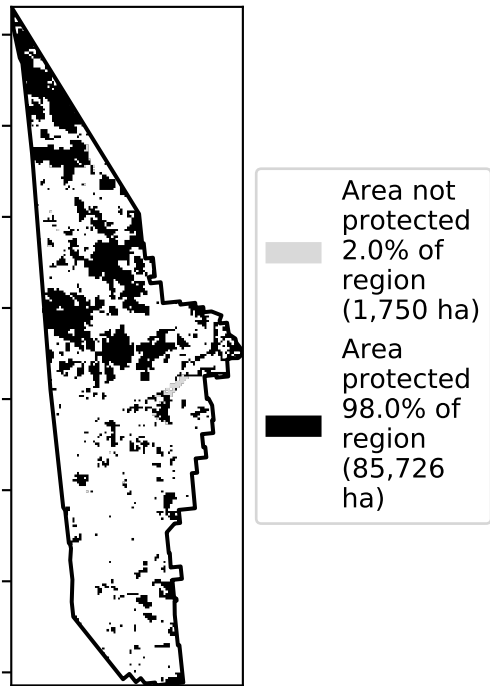 Area not
protected
2.0% of
region
(1,750 ha)
Area
protected
98.0% of
region
(85,726
ha)